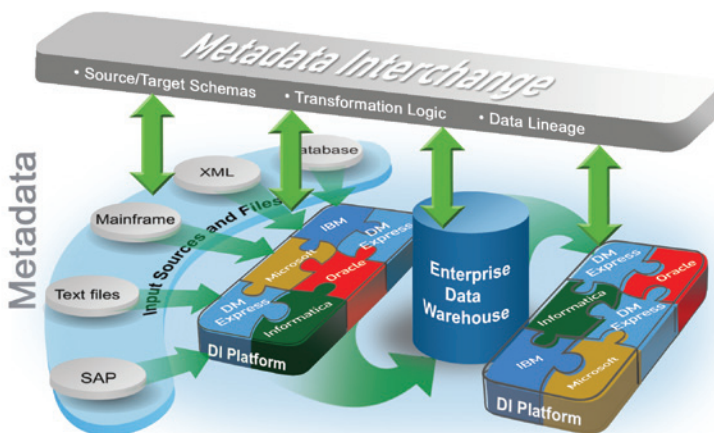 Metadata Interchange
• Source/Target Schemas • Transformation Logic • Data Lineage
Metadata
Database
XML
Mainframe
Text files
SAP
Input Sources and Files
IBM
DM Express
Microsoft
Oracle
DM Express
Informatica
DI Platform
Enterprise
Data
Warehouse
DM Express
Oracle
Informatica
DM Express
IBM
Microsoft
DI Platform